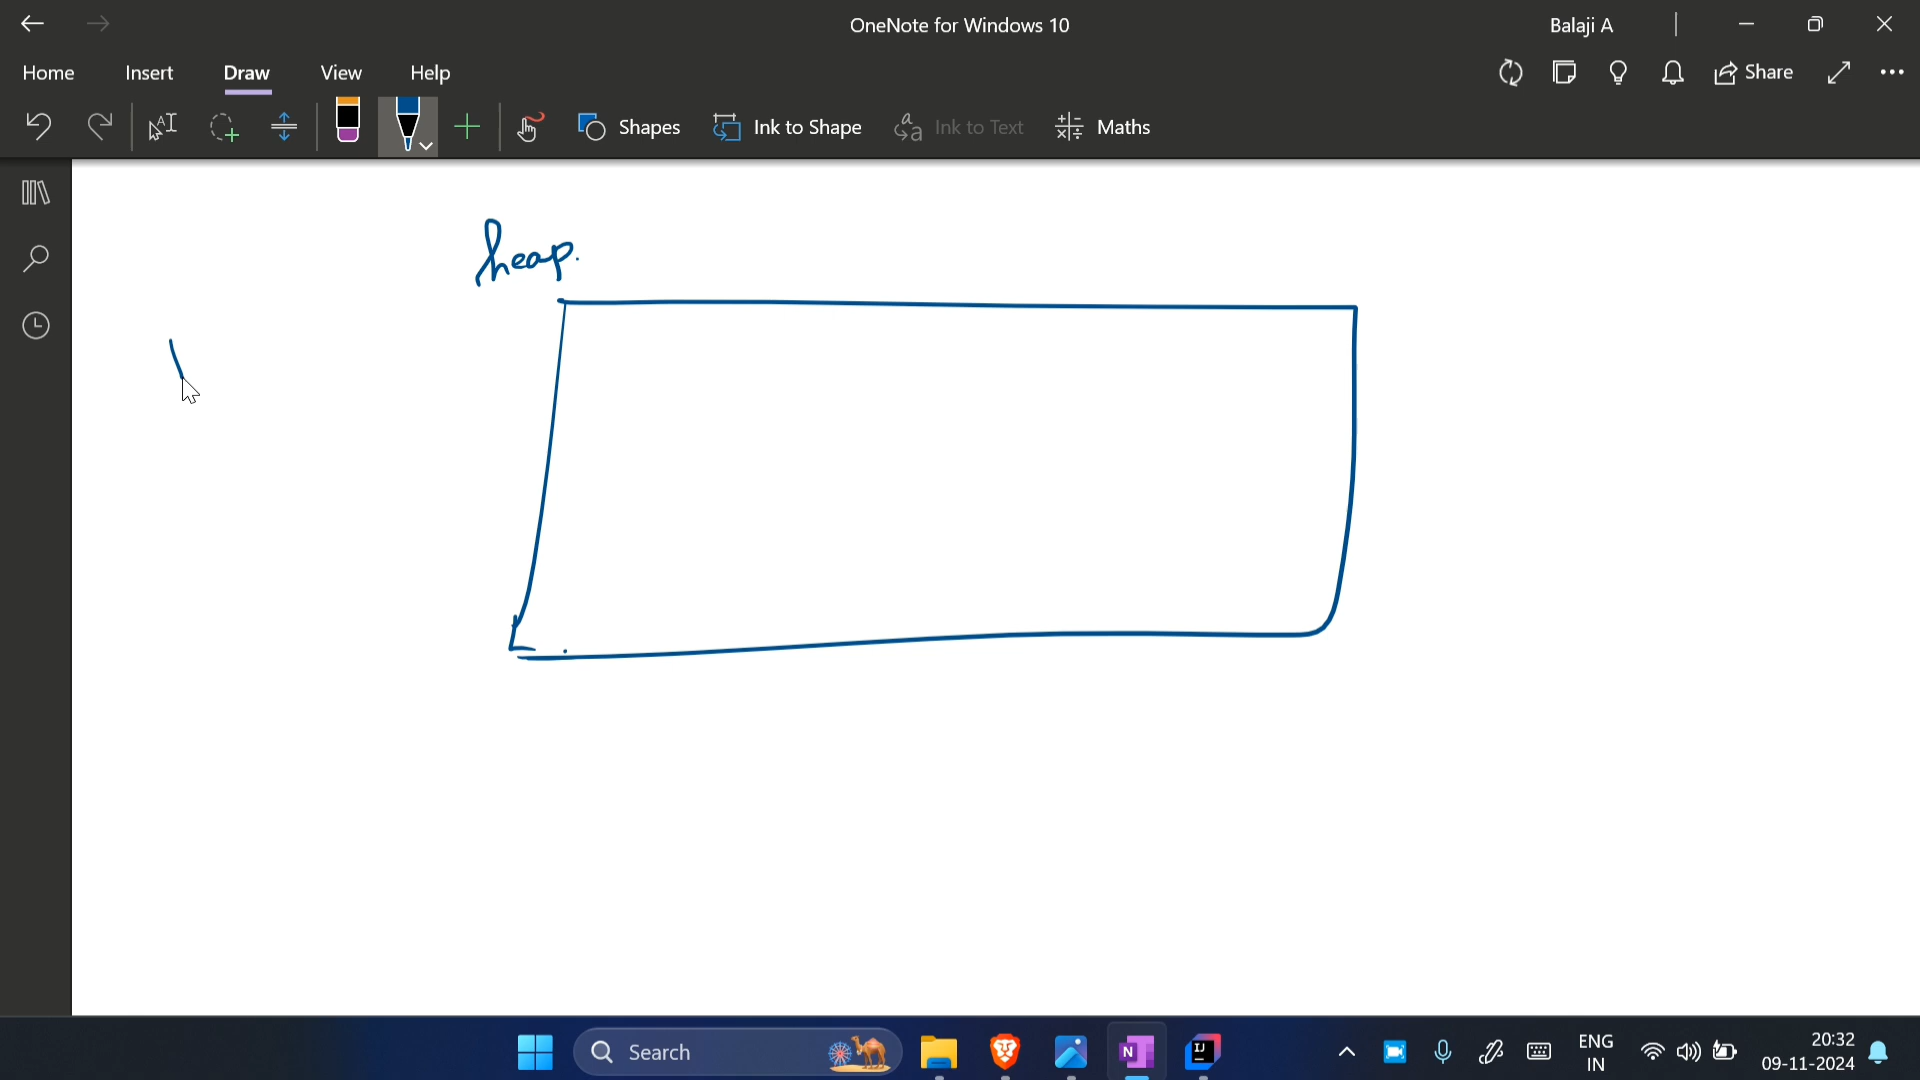 OneNote for Windows 10
Balaji A
Home Insert Draw View Help
Share
Shapes
Ink to Shape
Ink to Text
Maths
heap.
Search
ENG
IN
20:32
09-11-2024